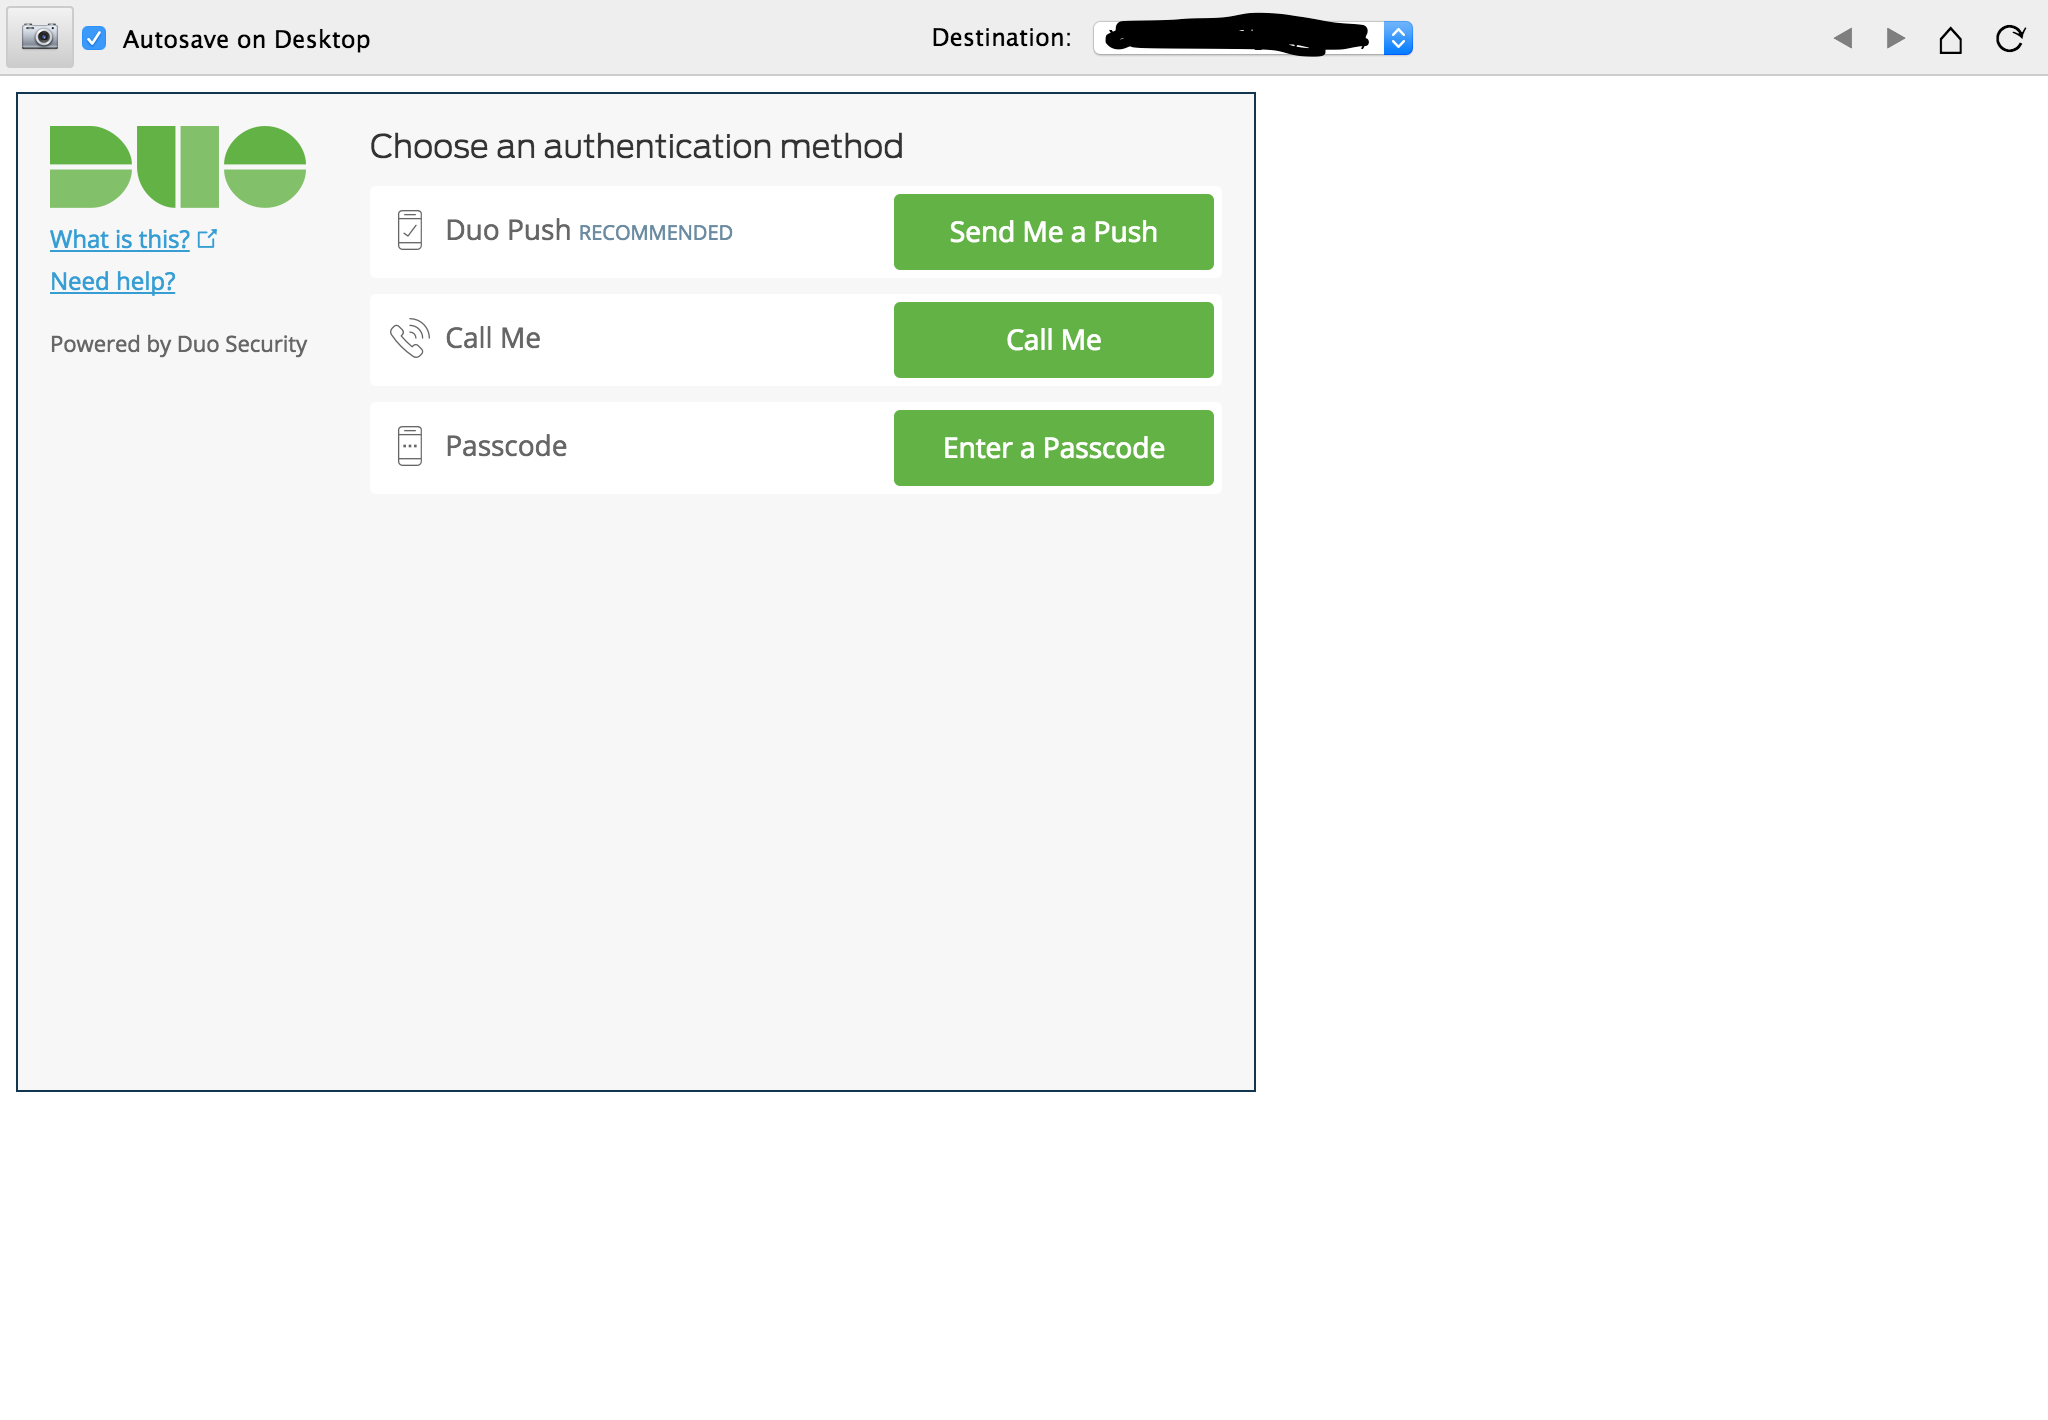 Autosave on Desktop
Destination:
DUO
What is this?
Need help?
Powered by Duo Security
Choose an authentication method
Duo Push RECOMMENDED
Send Me a Push
Call Me
Call Me
Passcode
Enter a Passcode